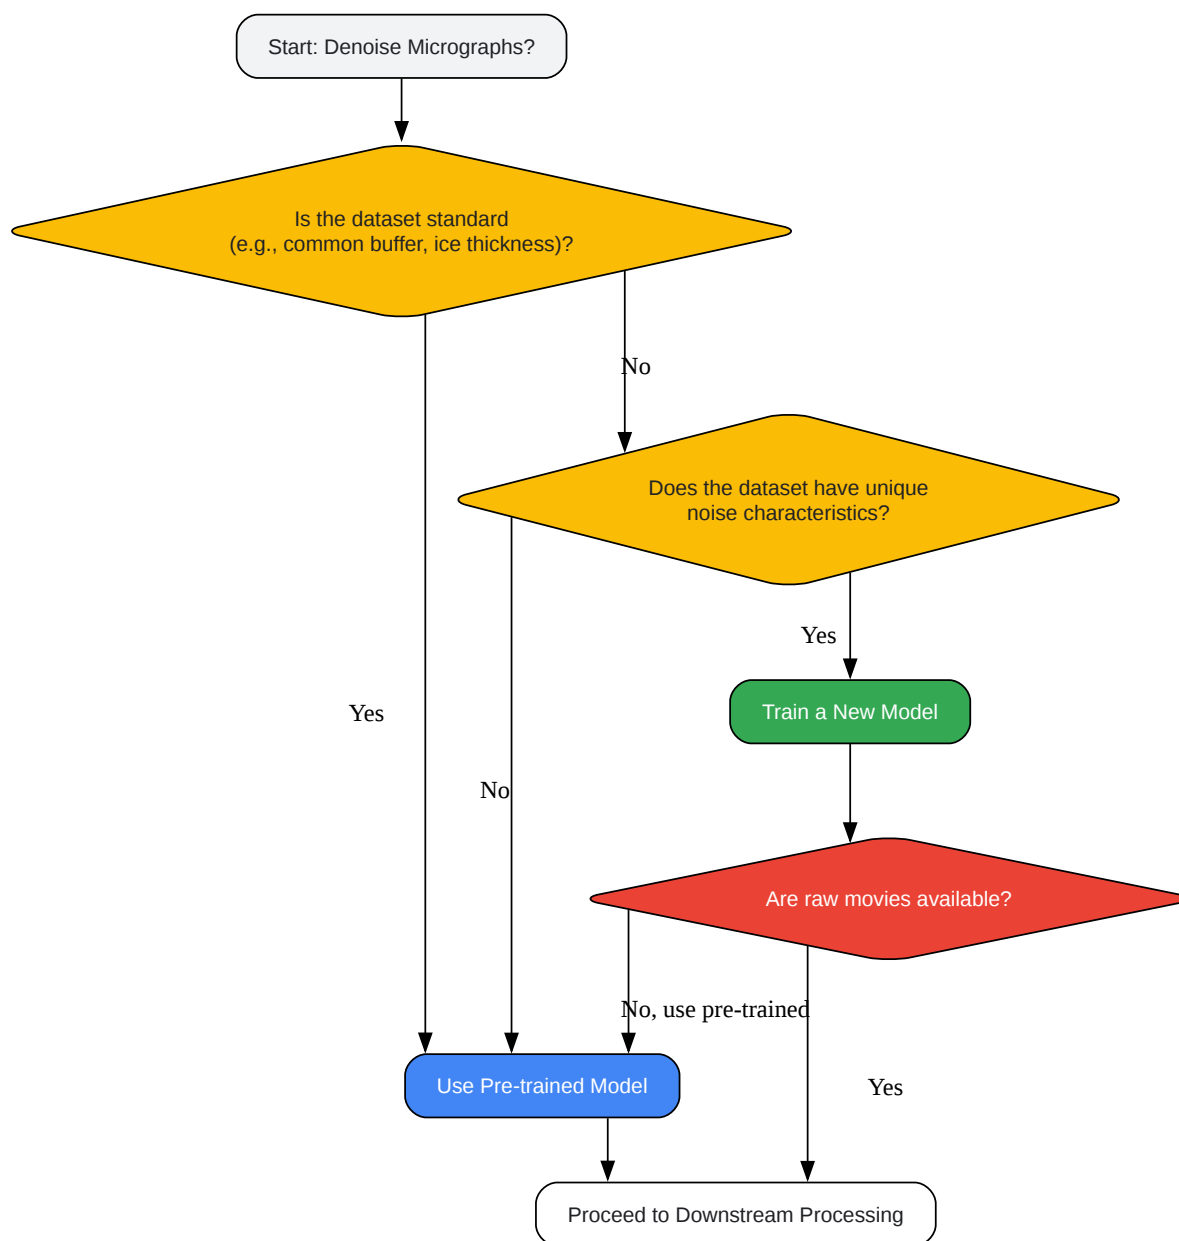 Start: Denoise Micrographs?
Is the dataset standard
(e.g., common buffer, ice thickness)?
No
Does the dataset have unique
noise characteristics?
Yes
Train a New Model
Yes
No
Are raw movies available?
No, use pre-trained
Use Pre-trained Model
Yes
Proceed to Downstream Processing